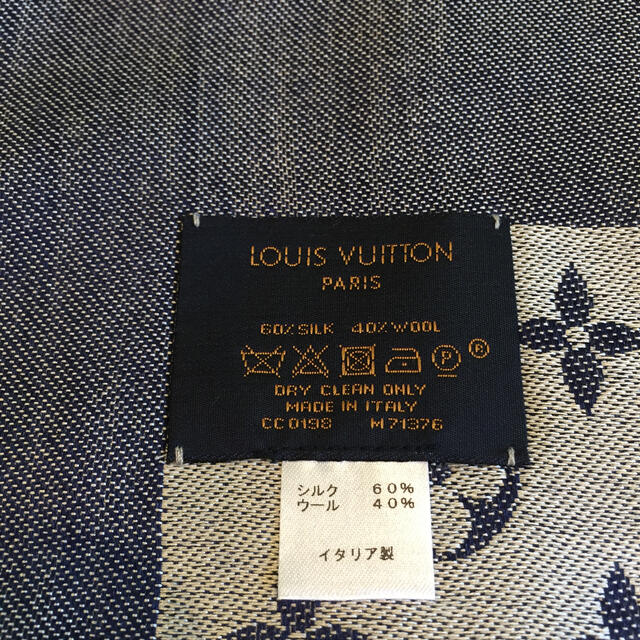 LOUIS VUITTON
PARIS
60% SILK 40% WOOL
P ®
DRY CLEAN ONLY
MADE IN ITALY
CC0198 M71376
シルク 60%
ウール 40%
イタリア製